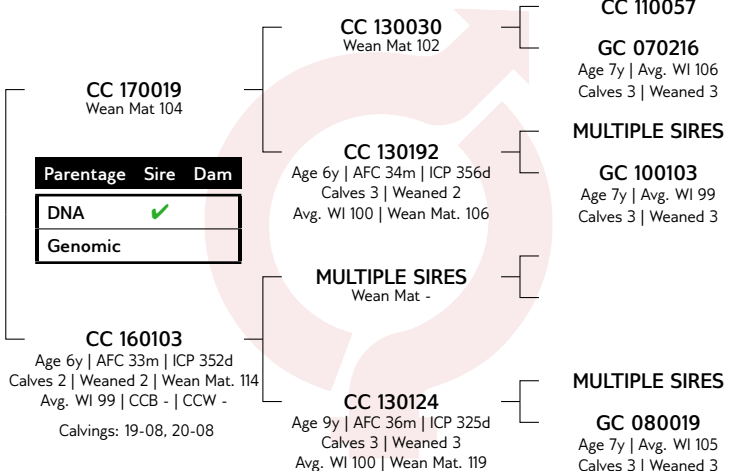 CC 110057
CC 130030
Wean Mat 102
GC 070216
Age 7y | Avg. WI 106
Calves 3 | Weaned 3
CC 170019
Wean Mat 104
MULTIPLE SIRES
CC 130192
Age 6y | AFC 34m | ICP 356d
Calves 3 | Weaned 2
Avg. WI 100 | Wean Mat. 106
GC 100103
Age 7y | Avg. WI 99
Calves 3 | Weaned 3
Parentage Sire Dam
DNA ✔
Genomic
MULTIPLE SIRES
Wean Mat -
CC 160103
Age 6y | AFC 33m | ICP 352d
Calves 2 | Weaned 2 | Wean Mat. 114
Avg. WI 99 | CCB - | CCW -
Calvings: 19-08, 20-08
MULTIPLE SIRES
CC 130124
Age 9y | AFC 36m | ICP 325d
Calves 3 | Weaned 3
Avg. WI 100 | Wean Mat. 119
GC 080019
Age 7y | Avg. WI 105
Calves 3 | Weaned 3